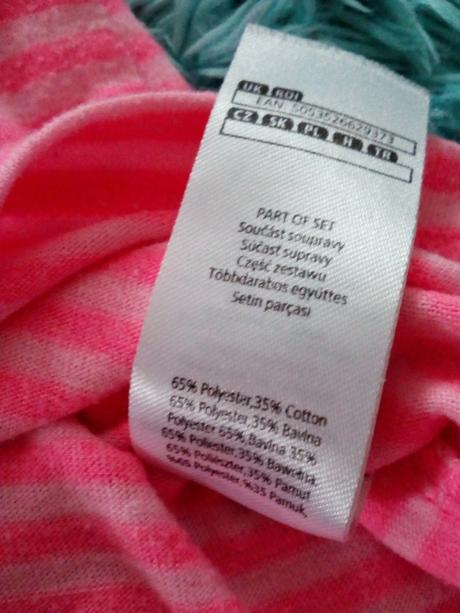 UK ROI
EAN: 5053526629373
CZ SK PL H TR
PART OF SET
Součást soupravy
Súčasť súpravy
Część zestawu
Többdarabos együttes
Setin parçası
65% Polyester,35% Cotton
65% Polyester,35% Bavlna
Polyester 65%, Bavlna 35%
65% Poliester,35% Bawełna,
65% Poliészter,35% Pamut
%65 Polyester,%35 Pamuk,